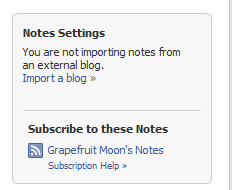 Notes Settings
You are not importing notes from
an external blog.
Import a blog »
Subscribe to these Notes
Grapefruit Moon's Notes
Subscription Help »